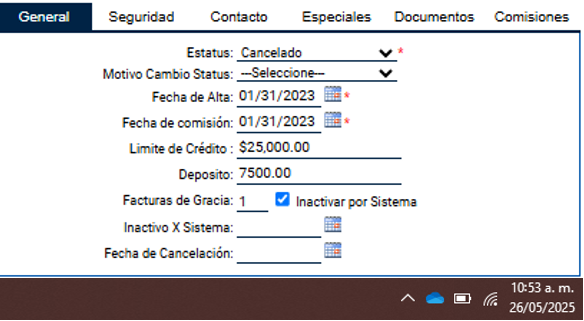 General Seguridad Contacto Especiales Documentos Comisiones
Estatus: Cancelado *
Motivo Cambio Status: ---Seleccione---
Fecha de Alta: 01/31/2023 *
Fecha de comisión: 01/31/2023 *
Limite de Crédito : $25,000.00
Deposito: 7500.00
Facturas de Gracia: 1 Inactivar por Sistema
Inactivo X Sistema:
Fecha de Cancelación:
10:53 a. m.
26/05/2025